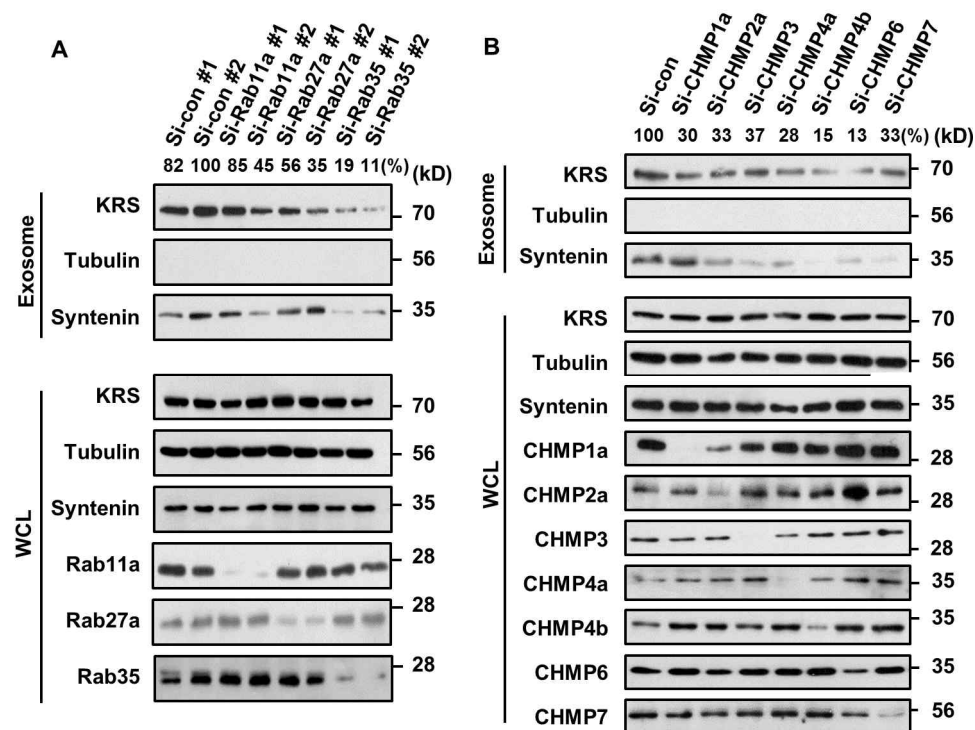 A
Si-con #1
Si-con #2
Si-Rab11a #1
Si-Rab11a #2
Si-Rab27a #1
Si-Rab27a #2
Si-Rab35 #1
Si-Rab35 #2
82 100 85 45 56 35 19 11(%) (kD)
Exosome
KRS 70
Tubulin 56
Syntenin 35
WCL
KRS 70
Tubulin 56
Syntenin 35
Rab11a 28
Rab27a 28
Rab35 28
B
Si-con
Si-CHMP1a
Si-CHMP2a
Si-CHMP3
Si-CHMP4a
Si-CHMP4b
Si-CHMP6
Si-CHMP7
100 30 33 37 28 15 13 33(%) (kD)
Exosome
KRS 70
Tubulin 56
Syntenin 35
WCL
KRS 70
Tubulin 56
Syntenin 35
CHMP1a 28
CHMP2a 28
CHMP3 28
CHMP4a 35
CHMP4b 35
CHMP6 35
CHMP7 56